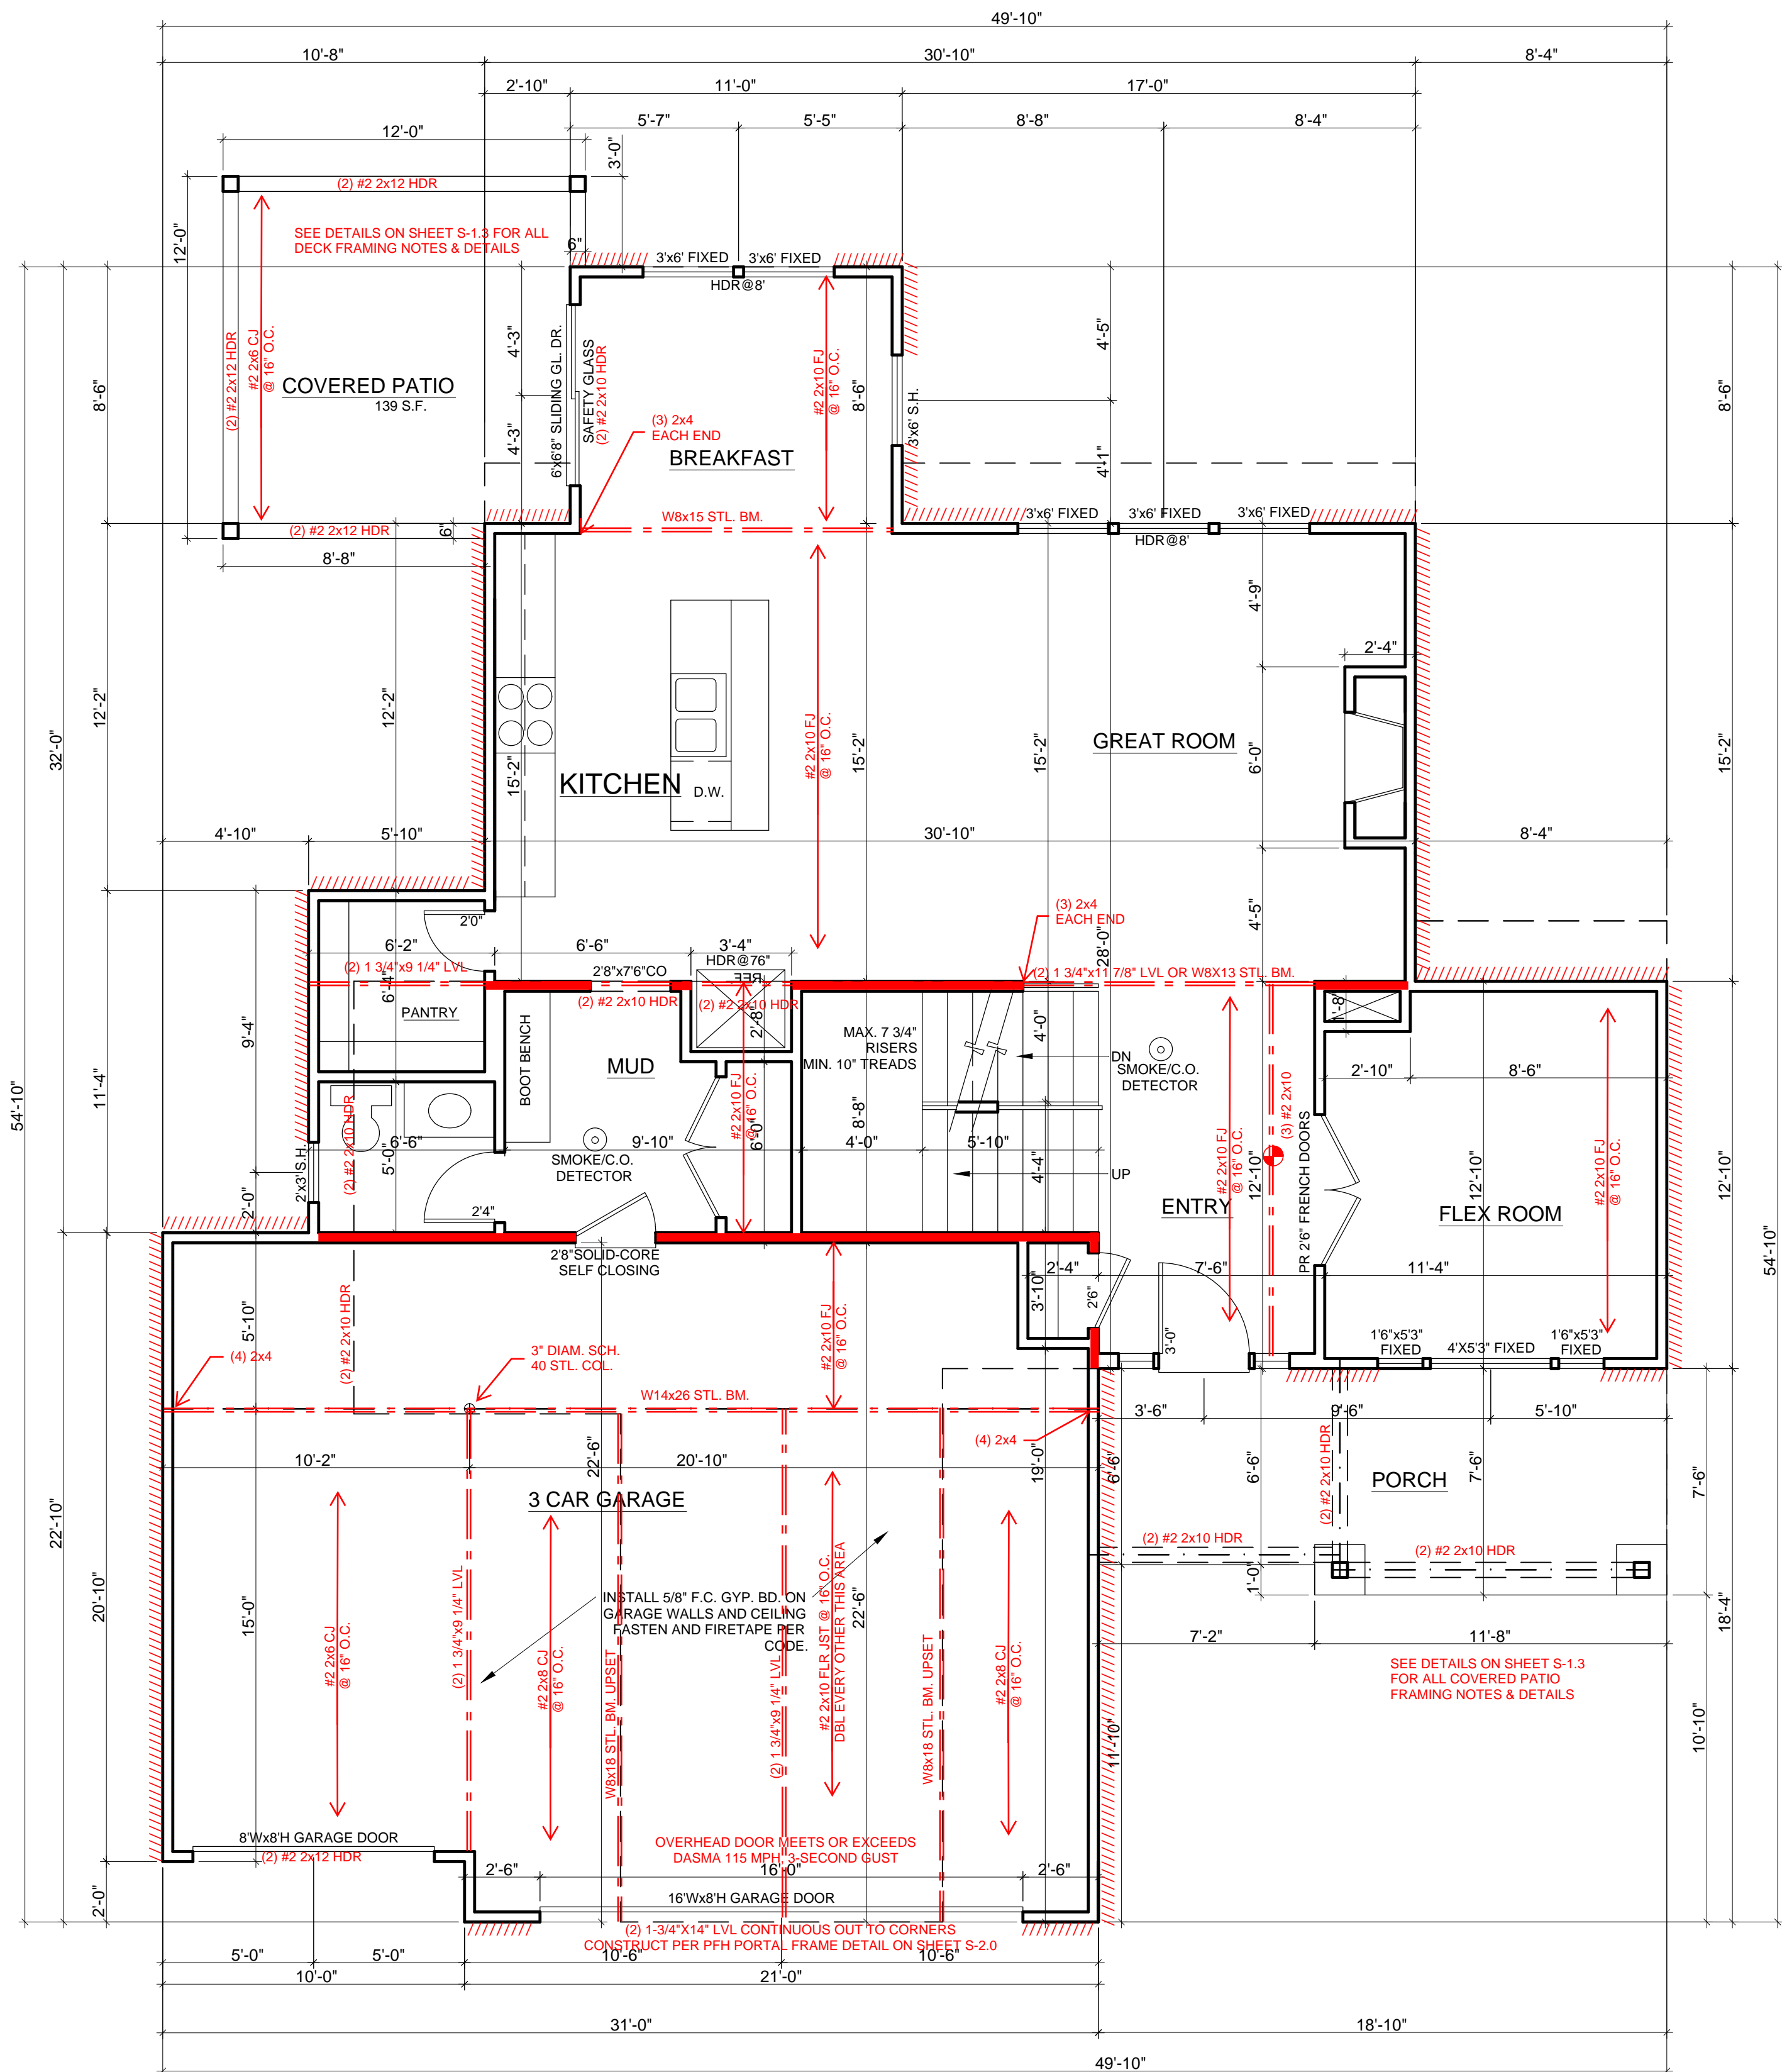 49'-10"
10'-8"
30'-10"
8'-4"
2'-10"
11'-0"
17'-0"
5'-7"
5'-5"
8'-8"
8'-4"
12'-0"
3'-0"
(2) #2 2x12 HDR
SEE DETAILS ON SHEET S-1.3 FOR ALL
DECK FRAMING NOTES & DETAILS
12'-0"
6"
3'x6' FIXED
3'x6' FIXED
HDR@8'
(2) #2 2x12 HDR
#2 2x6 CJ
@ 16" O.C.
COVERED PATIO
139 S.F.
4'-3"
4'-3"
6'x6'8" SLIDING GL. DR.
SAFETY GLASS
(2) #2 2x10 HDR
(3) 2x4
EACH END
BREAKFAST
#2 2x10 FJ
@ 16" O.C.
8'-6"
3'x6' S.H.
4'-5"
4'-1"
8'-6"
8'-6"
W8x15 STL. BM.
3'x6' FIXED
3'x6' FIXED
3'x6' FIXED
HDR@8'
(2) #2 2x12 HDR
6"
8'-8"
4'-9"
2'-4"
54'-10"
32'-0"
12'-2"
12'-2"
15'-2"
KITCHEN
D.W.
#2 2x10 FJ
@ 16" O.C.
15'-2"
15'-2"
GREAT ROOM
6'-0"
15'-2"
4'-10"
5'-10"
30'-10"
8'-4"
2'0"
4'-5"
(3) 2x4
EACH END
28'-0"
6'-2"
6'-6"
3'-4"
HDR@76"
REF
(2) 1 3/4"x9 1/4" LVL
2'8"x7'6"CO
(2) 1 3/4"x11 7/8" LVL OR W8X13 STL. BM.
(2) #2 2x10 HDR
(2) #2 2x10 HDR
6'-4"
PANTRY
2'-8"
1'-8"
9'-4"
11'-4"
BOOT BENCH
MUD
MAX. 7 3/4"
RISERS
MIN. 10" TREADS
4'-0"
DN
SMOKE/C.O.
DETECTOR
2'-10"
8'-6"
(3) #2 2x10
#2 2x10 FJ
@ 16" O.C.
8'-8"
(2) #2 2x10 HDR
2'x3' S.H.
6'-6"
5'-0"
9'-10"
6'-0"
4'-0"
5'-10"
SMOKE/C.O.
DETECTOR
4'-4"
UP
#2 2x10 FJ
@ 16" O.C.
12'-10"
PR 2'6" FRENCH DOORS
12'-10"
#2 2x10 FJ
@ 16" O.C.
12'-10"
54'-10"
2'-0"
2'4"
ENTRY
FLEX ROOM
2'8"SOLID-CORE
SELF CLOSING
2'-4"
7'-6"
11'-4"
3'-10"
2'6"
3'-0"
5'-10"
(2) #2 2x10 HDR
(4) 2x4
3" DIAM. SCH.
40 STL. COL.
#2 2x10 FJ
@ 16" O.C.
1'6"x5'3"
FIXED
4'X5'3" FIXED
1'6"x5'3"
FIXED
W14x26 STL. BM.
3'-6"
9'-6"
5'-10"
(4) 2x4
10'-2"
22'-6"
20'-10"
19'-0"
6'-6"
6'-6"
(2) #2 2x10 HDR
7'-6"
PORCH
7'-6"
3 CAR GARAGE
22'-10"
20'-10"
15'-0"
(2) #2 2x10 HDR
(2) #2 2x10 HDR
1'-0"
#2 2x6 CJ
@ 16" O.C.
(2) 1 3/4"x9 1/4" LVL
#2 2x8 CJ
@ 16" O.C.
W8x18 STL. BM. UPSET
INSTALL 5/8" F.C. GYP. BD. ON
GARAGE WALLS AND CEILING
FASTEN AND FIRETAPE PER
CODE.
(2) 1 3/4"x9 1/4" LVL
#2 2x10 FLR JST @ 16" O.C.
DBL EVERY OTHER THIS AREA
22'-6"
W8x18 STL. BM. UPSET
#2 2x8 CJ
@ 16" O.C.
7'-2"
11'-8"
SEE DETAILS ON SHEET S-1.3
FOR ALL COVERED PATIO
FRAMING NOTES & DETAILS
11'-10"
10'-10"
18'-4"
8'Wx8'H GARAGE DOOR
(2) #2 2x12 HDR
OVERHEAD DOOR MEETS OR EXCEEDS
DASMA 115 MPH, 3-SECOND GUST
2'-6"
16'-0"
2'-6"
2'-0"
16'Wx8'H GARAGE DOOR
(2) 1-3/4"X14" LVL CONTINUOUS OUT TO CORNERS
CONSTRUCT PER PFH PORTAL FRAME DETAIL ON SHEET S-2.0
5'-0"
5'-0"
10'-6"
10'-6"
10'-0"
21'-0"
31'-0"
18'-10"
49'-10"